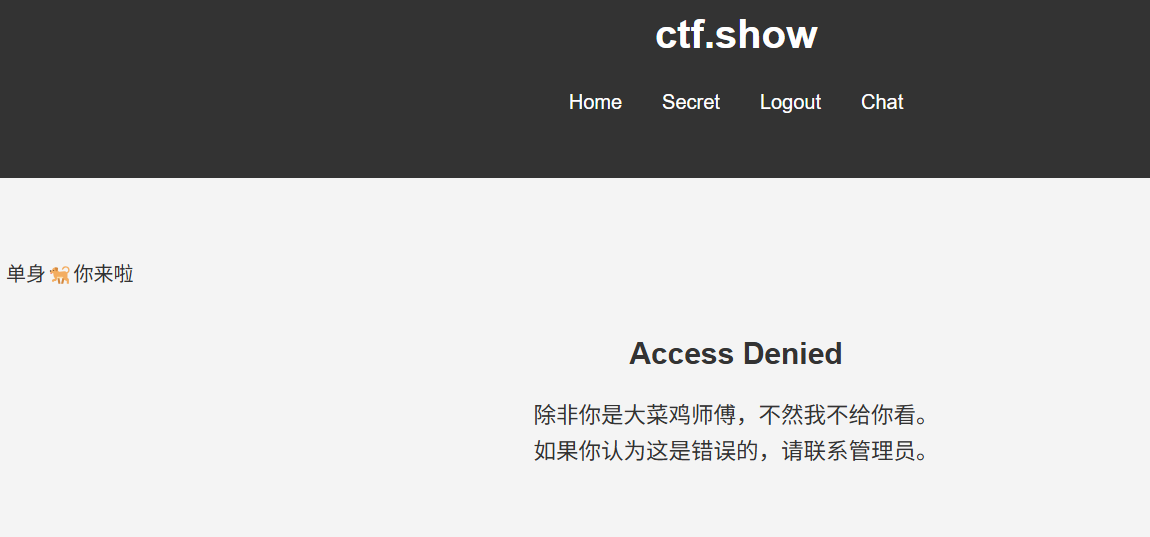 ctf.show
Home Secret Logout Chat
单身🐕你来啦
Access Denied
除非你是大菜鸡师傅，不然我不给你看。
如果你认为这是错误的，请联系管理员。